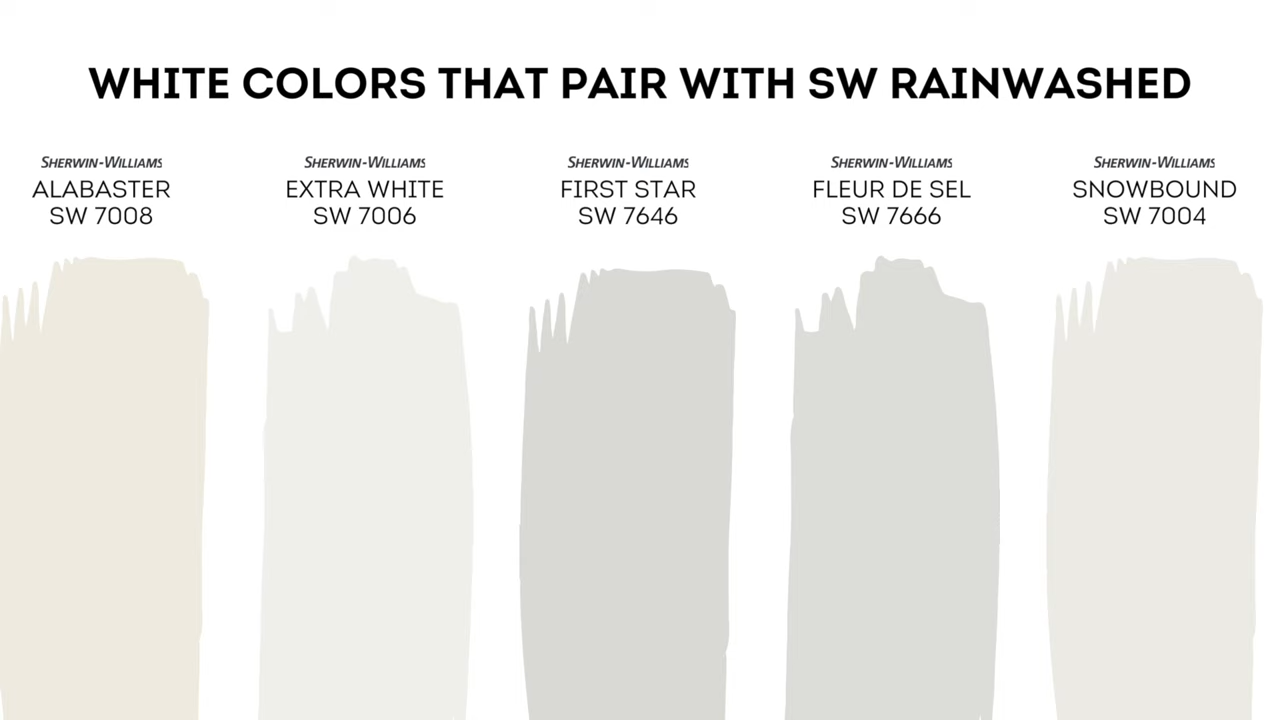 WHITE COLORS THAT PAIR WITH SW RAINWASHED
SHERWIN-WILLIAMS
ALABASTER
SW 7008
SHERWIN-WILLIAMS
EXTRA WHITE
SW 7006
SHERWIN-WILLIAMS
FIRST STAR
SW 7646
SHERWIN-WILLIAMS
FLEUR DE SEL
SW 7666
SHERWIN-WILLIAMS
SNOWBOUND
SW 7004